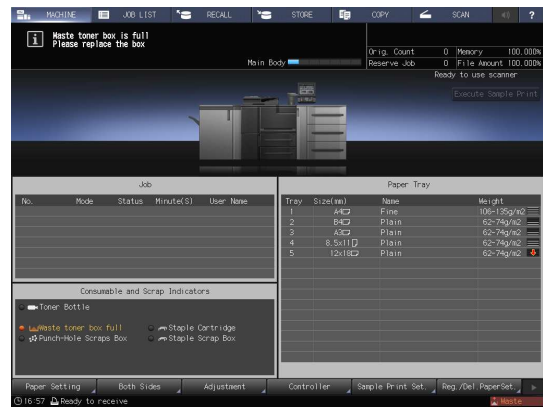 MACHINE JOB LIST RECALL STORE COPY SCAN ?
i Waste toner box is full
Please replace the box
Main Body
Orig. Count 0 Memory 100.000%
Reserve Job 0 File Amount 100.000%
Ready to use scanner
Execute Sample Print
Job
No. Mode Status Minute(S) User Name
Paper Tray
Tray Size(mm) Name Weight
1 A4 Fine 106-135g/m2
2 B4 Plain 62-74g/m2
3 A3 Plain 62-74g/m2
4 8.5x11 Plain 62-74g/m2
5 12x18 Plain 62-74g/m2
Consumable and Scrap Indicators
Toner Bottle
Waste toner box full Staple Cartridge
Punch-Hole Scraps Box Staple Scrap Box
Paper Setting Both Sides Adjustment Controller Sample Print Set. Reg./Del.PaperSet.
16:57 Ready to receive Waste